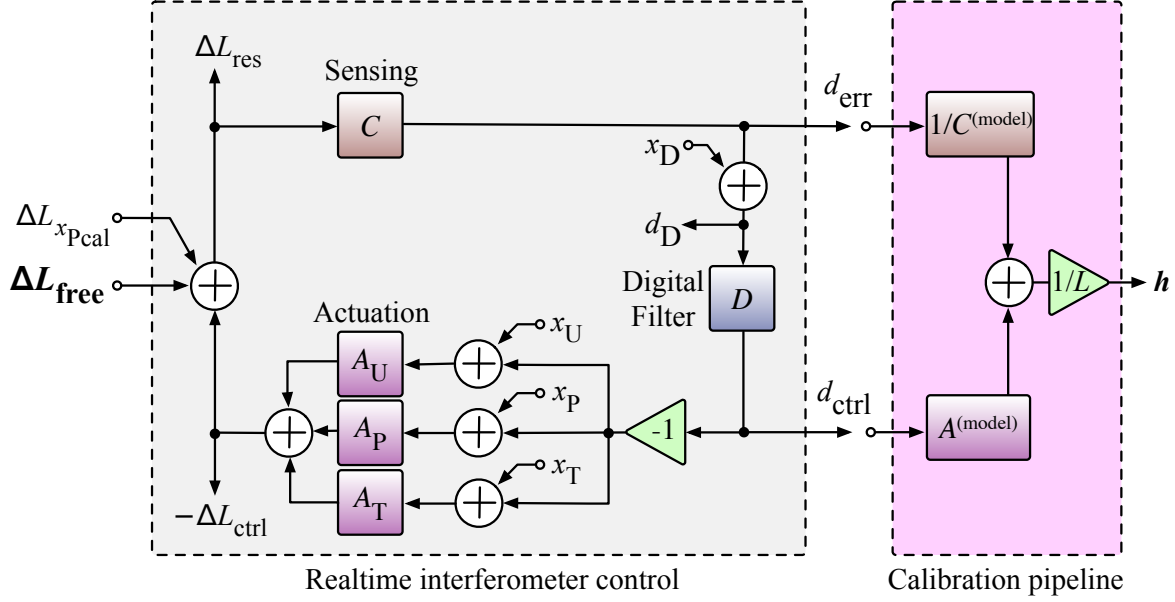 ΔL_res
Sensing
C
d_err
1/C^(model)
x_D
ΔL_xPcal
d_D
ΔL_free
Digital
Filter
D
1/L
h
Actuation
x_U
A_U
x_P
A_P
-1
d_ctrl
A^(model)
x_T
A_T
−ΔL_ctrl
Realtime interferometer control
Calibration pipeline